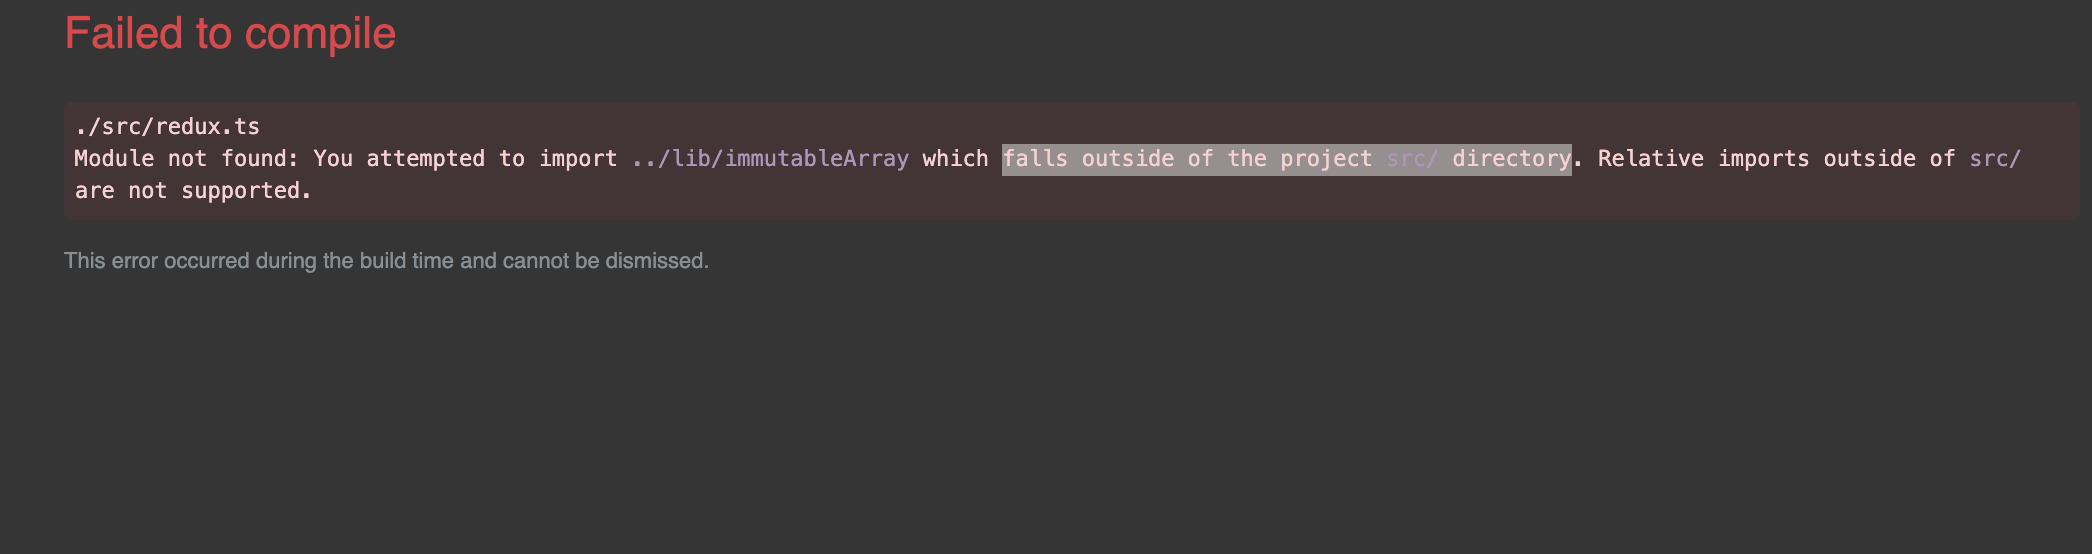 Failed to compile
./src/redux.ts
Module not found: You attempted to import ../lib/immutableArray which falls outside of the project src/ directory. Relative imports outside of src/
are not supported.
This error occurred during the build time and cannot be dismissed.